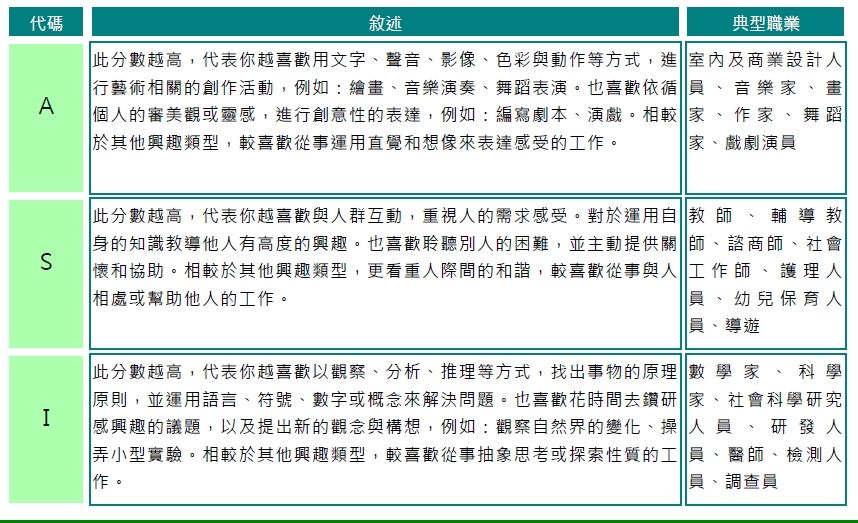 代碼 敘述 典型職業
A
此分數越高，代表你越喜歡用文字、聲音、影像、色彩與動作等方式，進
行藝術相關的創作活動，例如：繪畫、音樂演奏、舞蹈表演。也喜歡依循
個人的審美觀或靈感，進行創意性的表達，例如：編寫劇本、演戲。相較
於其他興趣類型，較喜歡從事運用直覺和想像來表達感受的工作。
室內及商業設計人
員、音樂家、畫
家、作家、舞蹈
家、戲劇演員
S
此分數越高，代表你越喜歡與人群互動，重視人的需求感受。對於運用自
身的知識教導他人有高度的興趣。也喜歡聆聽別人的困難，並主動提供關
懷和協助。相較於其他興趣類型，更看重人際間的和諧，較喜歡從事與人
相處或幫助他人的工作。
教師、輔導教
師、諮商師、社會
工作師、護理人
員、幼兒保育人
員、導遊
I
此分數越高，代表你越喜歡以觀察、分析、推理等方式，找出事物的原理
原則，並運用語言、符號、數字或概念來解決問題。也喜歡花時間去鑽研
感興趣的議題，以及提出新的觀念與構想，例如：觀察自然界的變化、操
弄小型實驗。相較於其他興趣類型，較喜歡從事抽象思考或探索性質的工
作。
數學家、科學
家、社會科學研究
人員、研發人
員、醫師、檢測人
員、調查員